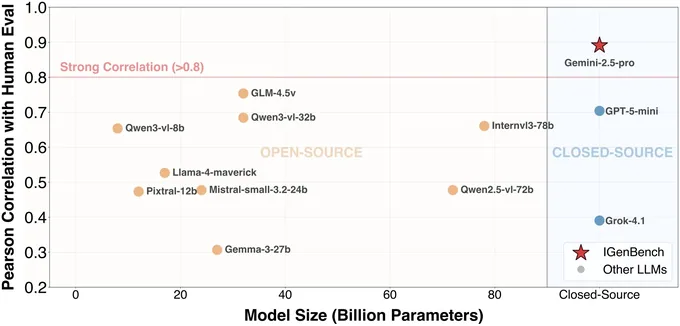 Pearson Correlation with Human Eval
1.0
0.9
0.8
0.7
0.6
0.5
0.4
0.3
0.2
Strong Correlation (>0.8)
Gemini-2.5-pro
GLM-4.5v
GPT-5-mini
Qwen3-vl-32b
Qwen3-vl-8b
Internvl3-78b
OPEN-SOURCE
CLOSED-SOURCE
Llama-4-maverick
Pixtral-12b
Mistral-small-3.2-24b
Qwen2.5-vl-72b
Grok-4.1
Gemma-3-27b
IGenBench
Other LLMs
0 20 40 60 80 Closed-Source
Model Size (Billion Parameters)